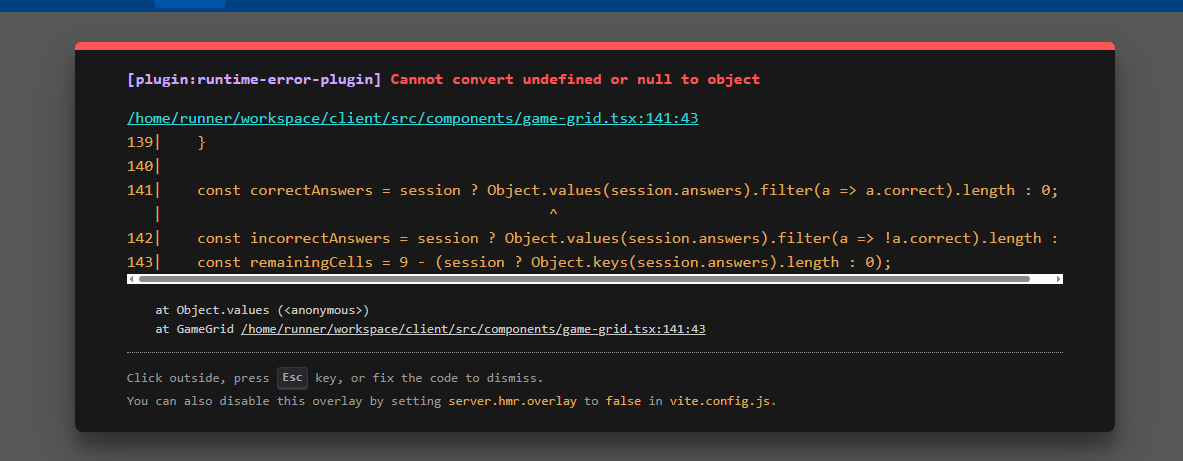 [plugin:runtime-error-plugin] Cannot convert undefined or null to object
/home/runner/workspace/client/src/components/game-grid.tsx:141:43
139|    }
140|
141|    const correctAnswers = session ? Object.values(session.answers).filter(a => a.correct).length : 0;
   |                                            ^
142|    const incorrectAnswers = session ? Object.values(session.answers).filter(a => !a.correct).length :
143|    const remainingCells = 9 - (session ? Object.keys(session.answers).length : 0);
at Object.values (<anonymous>)
at GameGrid /home/runner/workspace/client/src/components/game-grid.tsx:141:43
Click outside, press Esc key, or fix the code to dismiss.
You can also disable this overlay by setting server.hmr.overlay to false in vite.config.js.